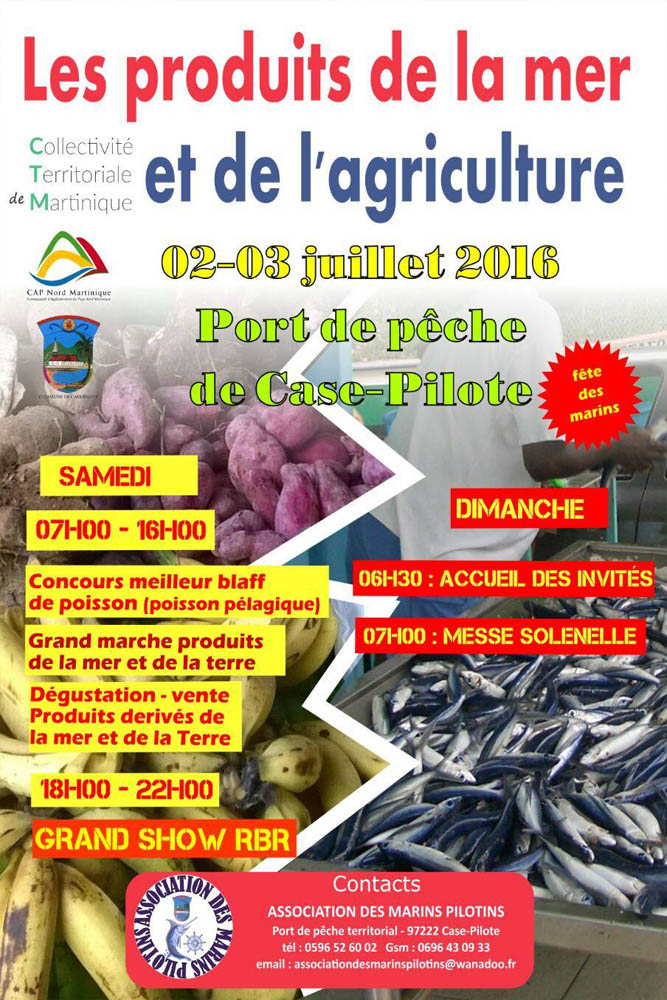 Les produits de la mer
et de l'agriculture
Collectivité
Territoriale
de Martinique
CAP Nord Martinique
02-03 juillet 2016
Port de pêche
de Case-Pilote
COMMUNE DE CASE-PILOTE
fête
des
marins
SAMEDI
07H00 - 16H00
Concours meilleur blaff
de poisson (poisson pélagique)
Grand marche produits
de la mer et de la terre
Dégustation - vente
Produits derivés de
la mer et de la Terre
18H00 - 22H00
GRAND SHOW RBR
DIMANCHE
06H30 : ACCUEIL DES INVITÉS
07H00 : MESSE SOLENELLE
ASSOCIATION DES MARINS PILOTINS
Contacts
ASSOCIATION DES MARINS PILOTINS
Port de pêche territorial - 97222 Case-Pilote
tél : 0596 52 60 02 Gsm : 0696 43 09 33
email : associationdesmarinspilotins@wanadoo.fr